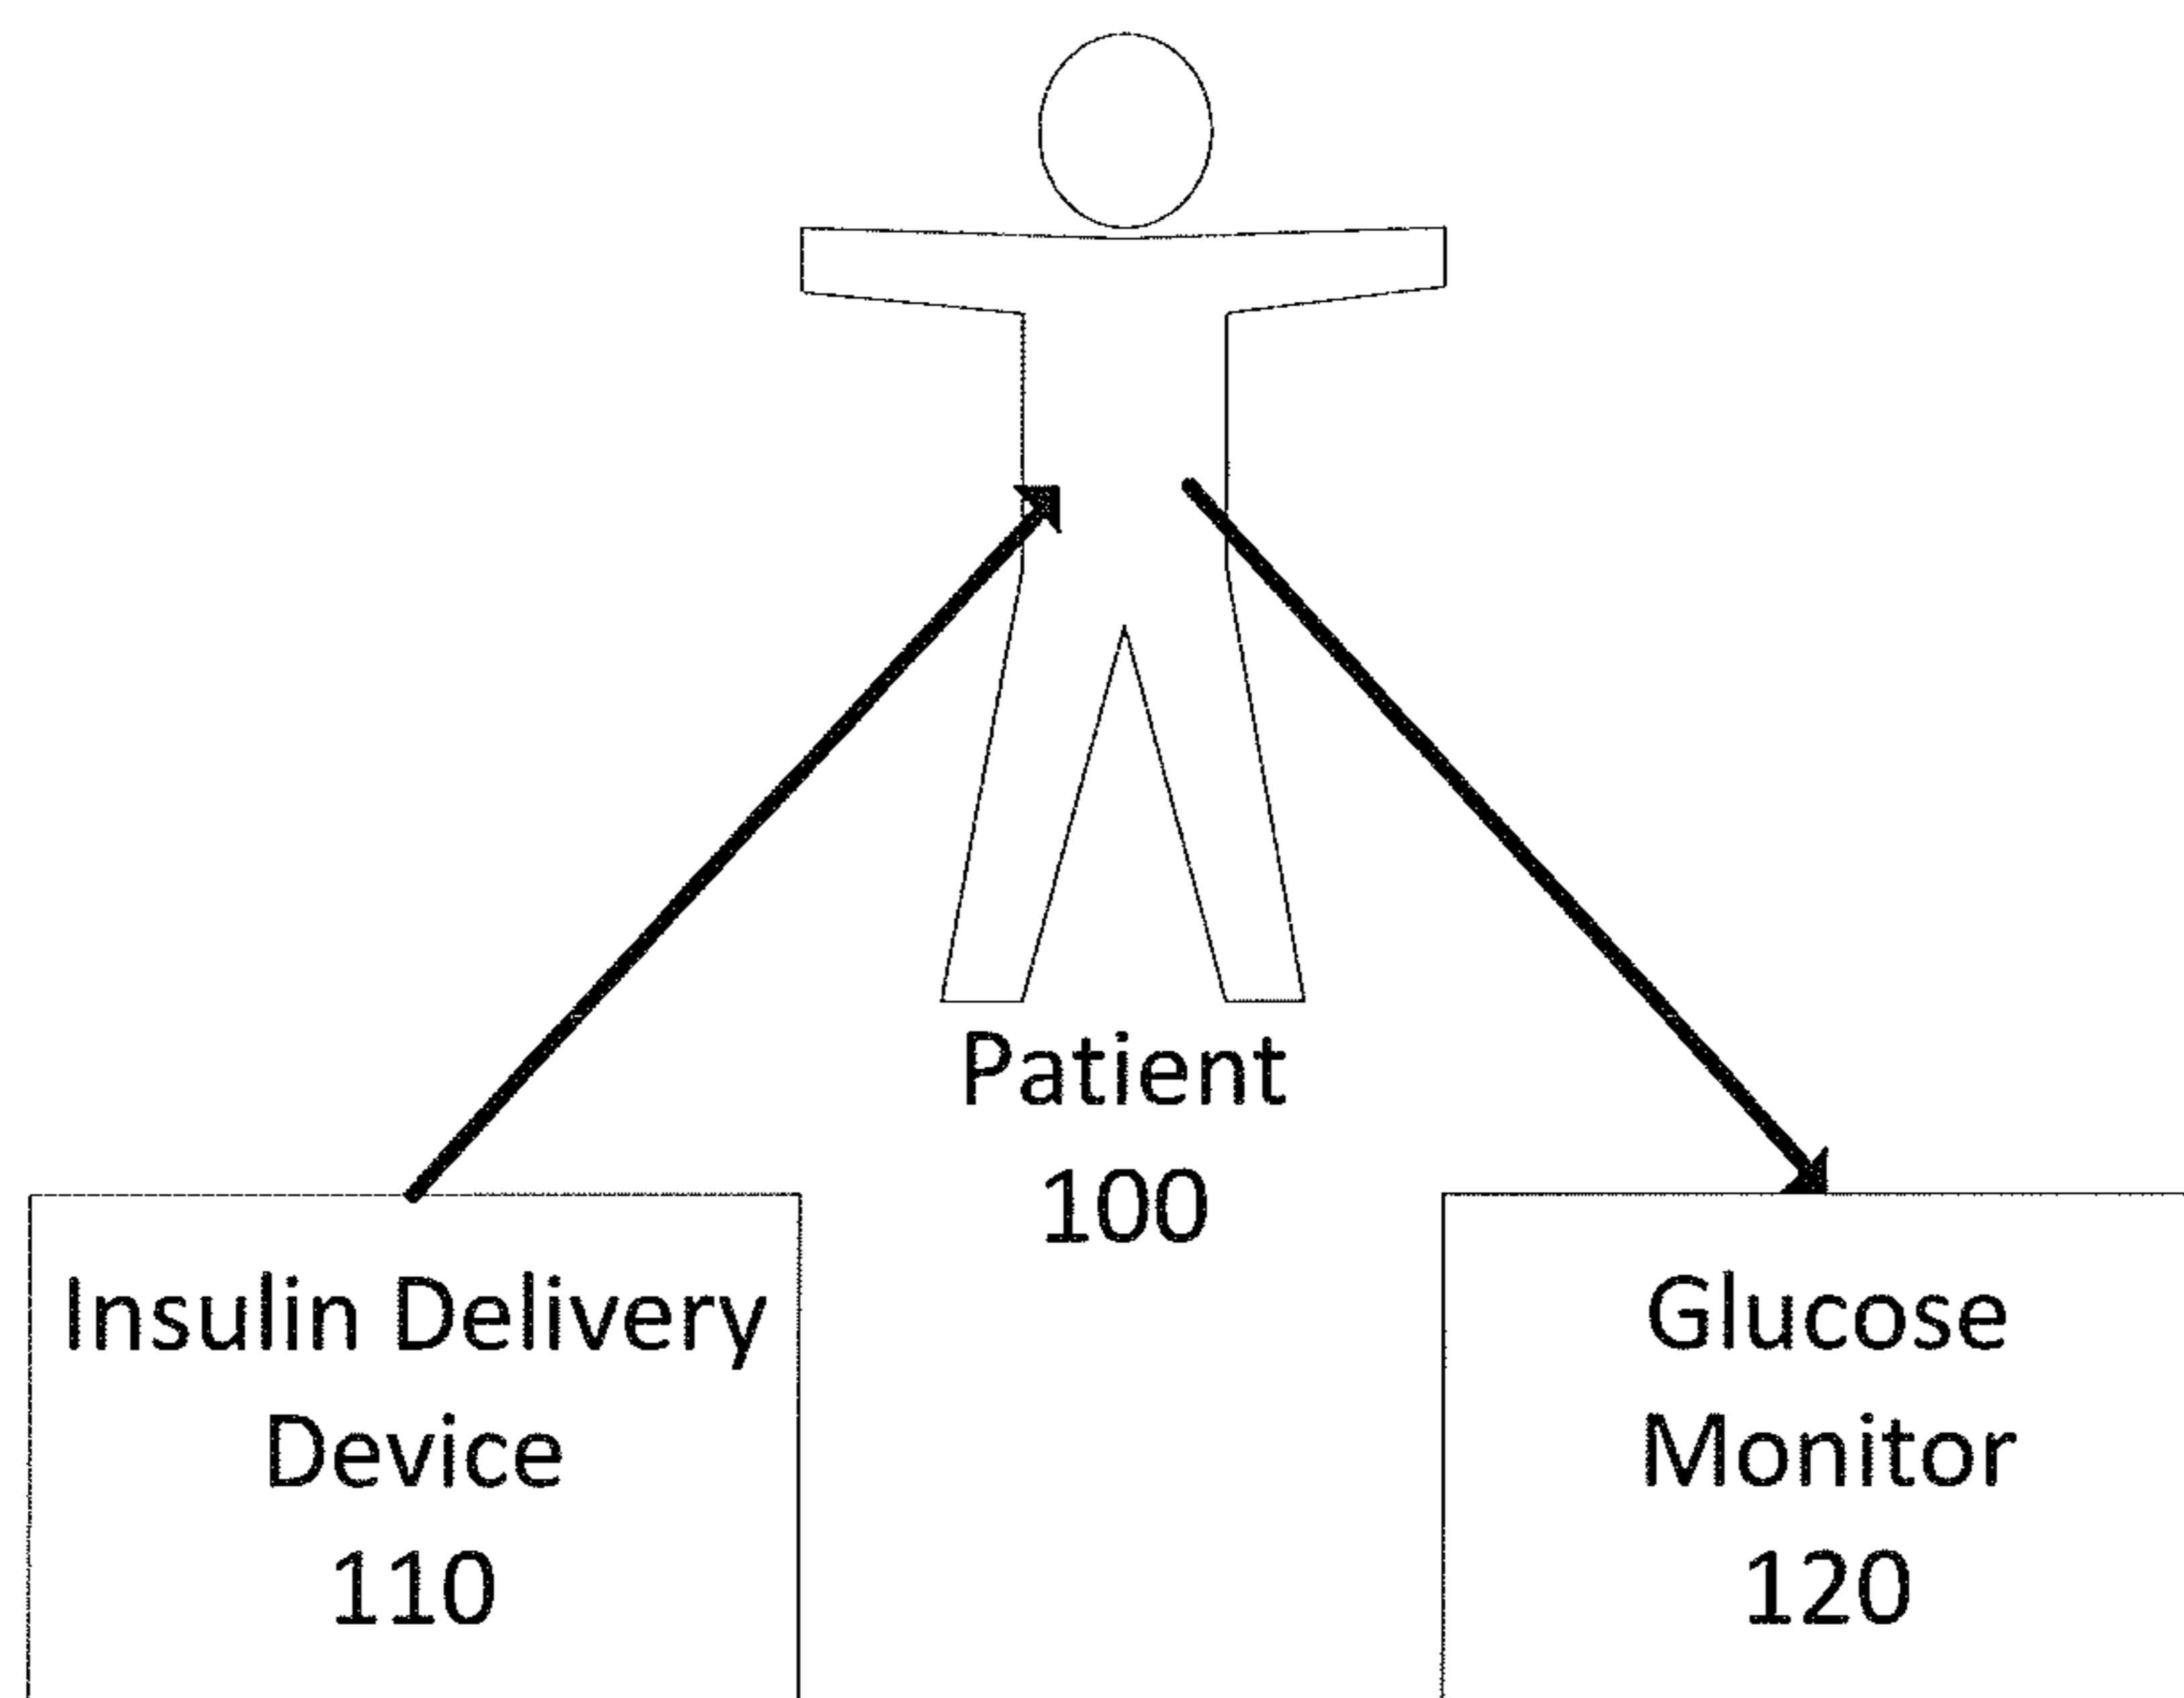 Patient
100
Insulin Delivery
Device
110
Glucose
Monitor
120